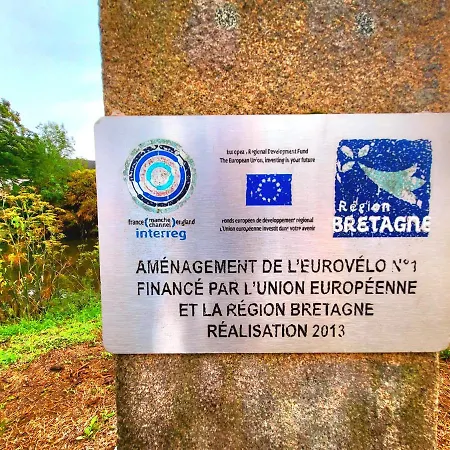 European Regional Development Fund
The European Union, investing in your future
France (manche channel) england
interreg
Fonds européen de développement régional
L'Union européenne investit dans votre avenir
Région
BRETAGNE
AMÉNAGEMENT DE L'EUROVÉLO N°1
FINANCÉ PAR L'UNION EUROPÉENNE
ET LA RÉGION BRETAGNE
RÉALISATION 2013